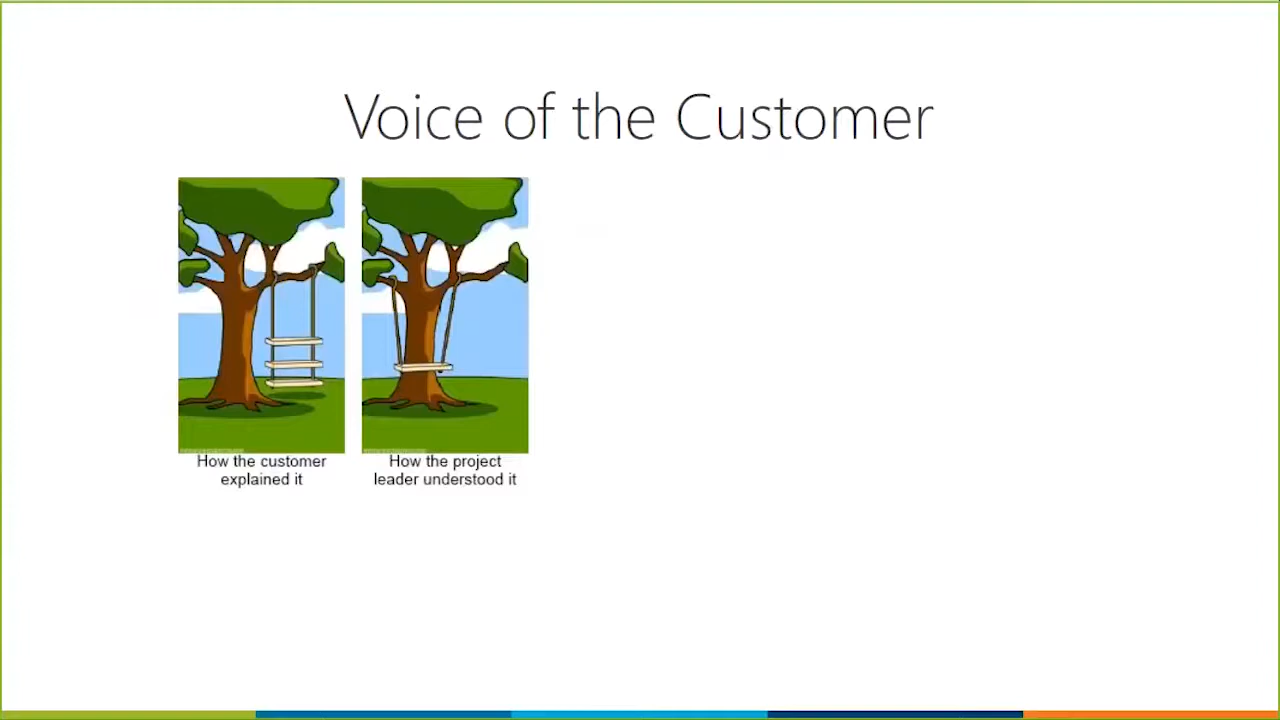 Voice of the Customer
How the customer
explained it
How the project
leader understood it